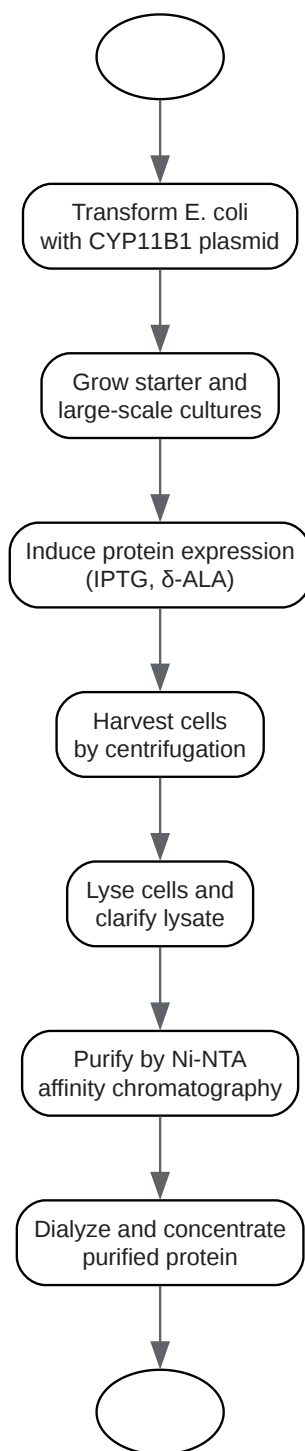 Transform E. coli
with CYP11B1 plasmid
Grow starter and
large-scale cultures
Induce protein expression
(IPTG, δ-ALA)
Harvest cells
by centrifugation
Lyse cells and
clarify lysate
Purify by Ni-NTA
affinity chromatography
Dialyze and concentrate
purified protein